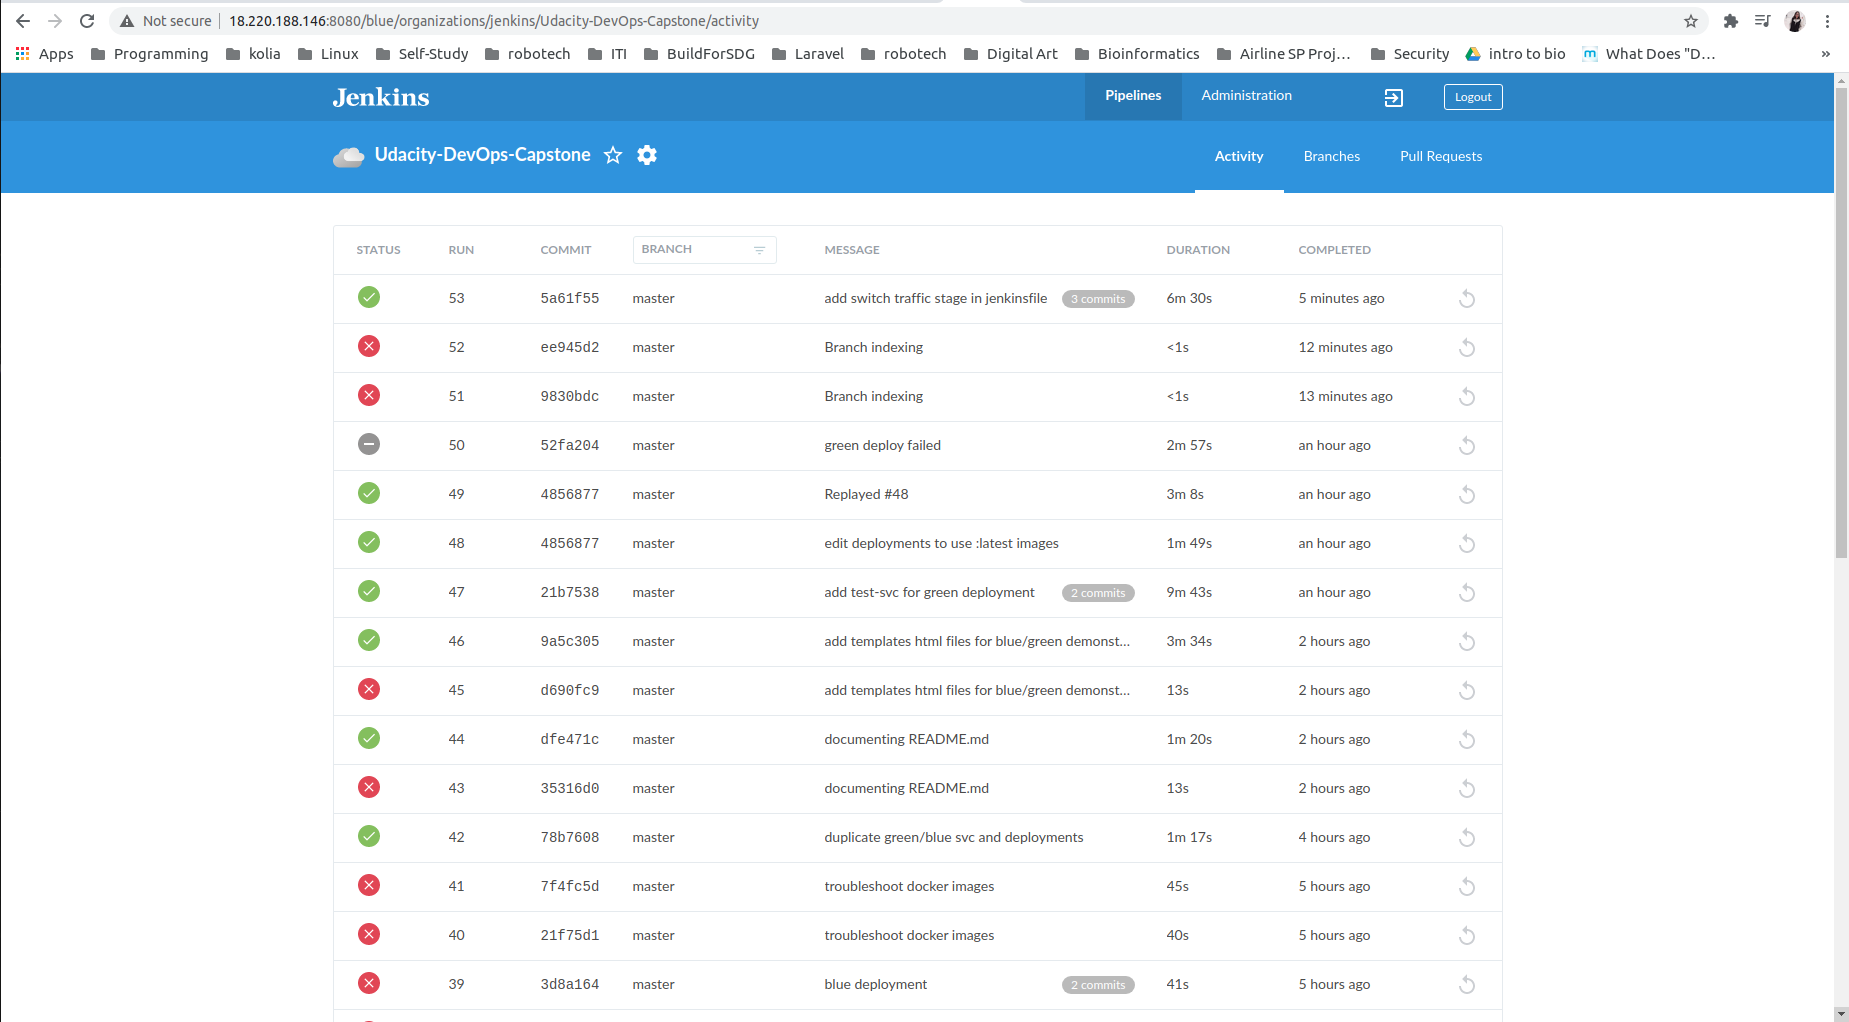 Not secure | 18.220.188.146:8080/blue/organizations/jenkins/Udacity-DevOps-Capstone/activity
Apps Programming kolia Linux Self-Study robotech ITI BuildForSDG Laravel robotech Digital Art Bioinformatics Airline SP Proj... Security intro to bio What Does "D... »
Jenkins Pipelines Administration Logout
Udacity-DevOps-Capstone Activity Branches Pull Requests
STATUS RUN COMMIT BRANCH MESSAGE DURATION COMPLETED
53 5a61f55 master add switch traffic stage in jenkinsfile 3 commits 6m 30s 5 minutes ago
52 ee945d2 master Branch indexing <1s 12 minutes ago
51 9830bdc master Branch indexing <1s 13 minutes ago
50 52fa204 master green deploy failed 2m 57s an hour ago
49 4856877 master Replayed #48 3m 8s an hour ago
48 4856877 master edit deployments to use :latest images 1m 49s an hour ago
47 21b7538 master add test-svc for green deployment 2 commits 9m 43s an hour ago
46 9a5c305 master add templates html files for blue/green demonst... 3m 34s 2 hours ago
45 d690fc9 master add templates html files for blue/green demonst... 13s 2 hours ago
44 dfe471c master documenting README.md 1m 20s 2 hours ago
43 35316d0 master documenting README.md 13s 2 hours ago
42 78b7608 master duplicate green/blue svc and deployments 1m 17s 4 hours ago
41 7f4fc5d master troubleshoot docker images 45s 5 hours ago
40 21f75d1 master troubleshoot docker images 40s 5 hours ago
39 3d8a164 master blue deployment 2 commits 41s 5 hours ago